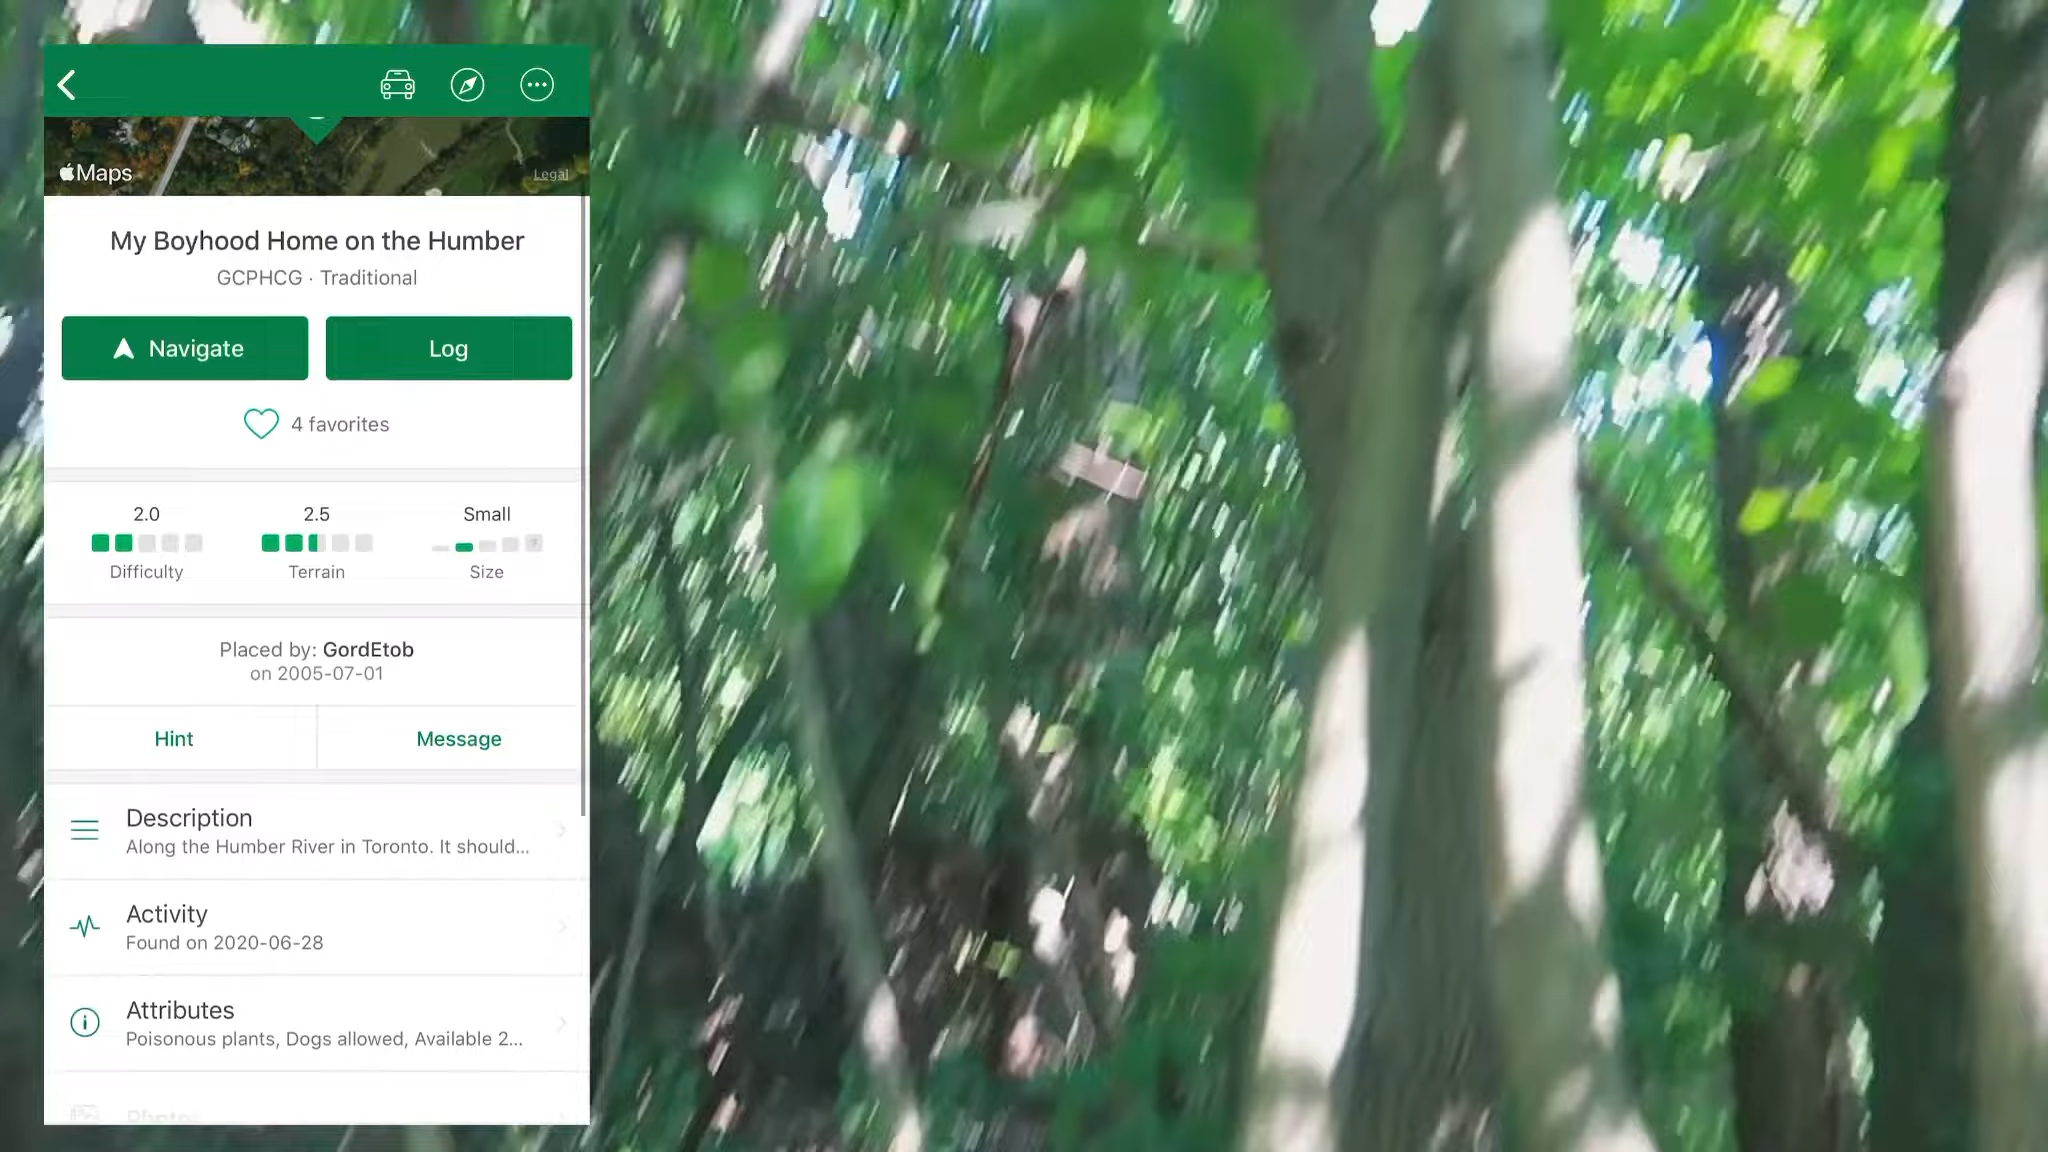 Maps
Legal
My Boyhood Home on the Humber
GCPHCG · Traditional
Navigate
Log
4 favorites
2.0
2.5
Small
Difficulty
Terrain
Size
Placed by: GordEtob
on 2005-07-01
Hint
Message
Description
Along the Humber River in Toronto. It should...
Activity
Found on 2020-06-28
Attributes
Poisonous plants, Dogs allowed, Available 2...
Photos